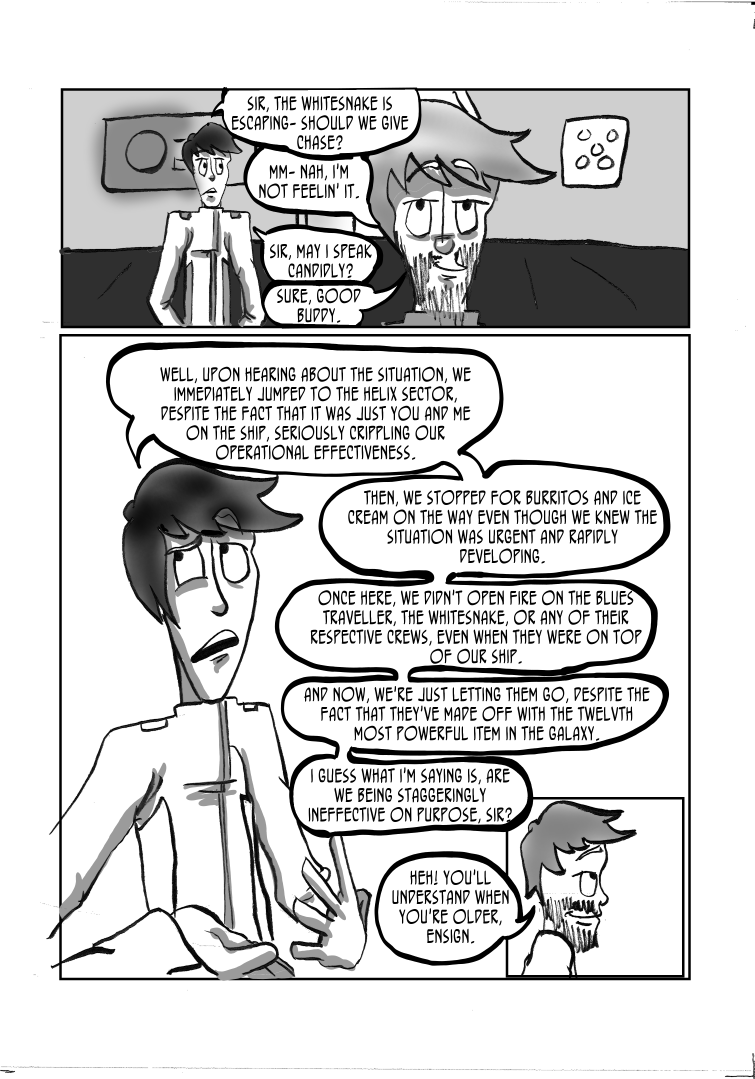 SIR, THE WHITESNAKE IS
ESCAPING- SHOULD WE GIVE
CHASE?
MM- NAH, I'M
NOT FEELIN' IT.
SIR, MAY I SPEAK
CANDIDLY?
SURE, GOOD
BUDDY.
WELL, UPON HEARING ABOUT THE SITUATION, WE
IMMEDIATELY JUMPED TO THE HELIX SECTOR,
DESPITE THE FACT THAT IT WAS JUST YOU AND ME
ON THE SHIP, SERIOUSLY CRIPPLING OUR
OPERATIONAL EFFECTIVENESS.
THEN, WE STOPPED FOR BURRITOS AND ICE
CREAM ON THE WAY EVEN THOUGH WE KNEW THE
SITUATION WAS URGENT AND RAPIDLY
DEVELOPING.
ONCE HERE, WE DIDN'T OPEN FIRE ON THE BLUES
TRAVELLER, THE WHITESNAKE, OR ANY OF THEIR
RESPECTIVE CREWS, EVEN WHEN THEY WERE ON TOP
OF OUR SHIP.
AND NOW, WE'RE JUST LETTING THEM GO, DESPITE THE
FACT THAT THEY'VE MADE OFF WITH THE TWELVTH
MOST POWERFUL ITEM IN THE GALAXY.
I GUESS WHAT I'M SAYING IS, ARE
WE BEING STAGGERINGLY
INEFFECTIVE ON PURPOSE, SIR?
HEH! YOU'LL
UNDERSTAND WHEN
YOU'RE OLDER,
ENSIGN.